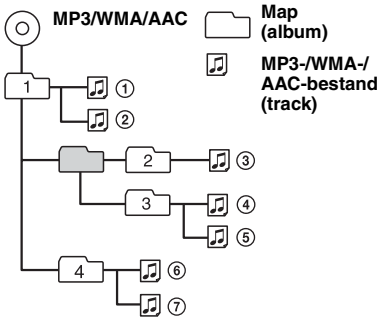 MP3/WMA/AAC
Map
(album)
MP3-/WMA-/
AAC-bestand
(track)
1
①
②
2
③
3
④
⑤
4
⑥
⑦